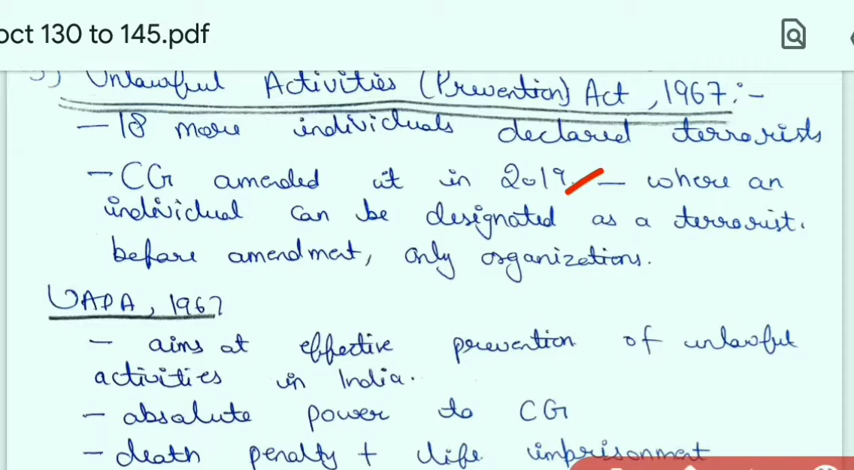 oct 130 to 145.pdf
Unlawful Activities (Prevention) Act, 1967:-
- 18 more individuals declared terrorists
- CG amended it in 2019 - where an
individual can be designated as a terrorist.
before amendment, only organizations.
UAPA, 1967
- aims at effective prevention of unlawful
activities in India.
- absolute power to CG
- death penalty + life imprisonment